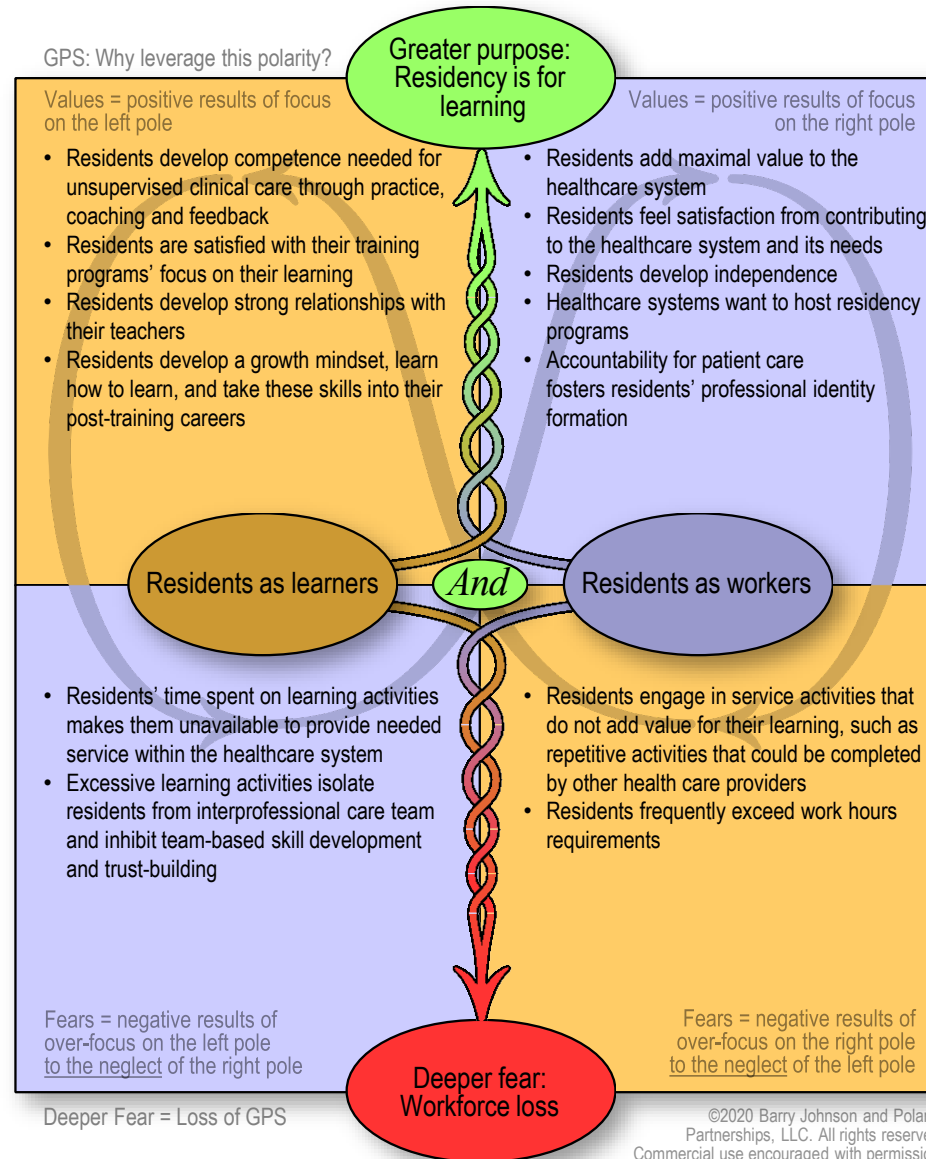 GPS: Why leverage this polarity?
Greater purpose:
Residency is for
learning
Values = positive results of focus
on the left pole
• Residents develop competence needed for
unsupervised clinical care through practice,
coaching and feedback
• Residents are satisfied with their training
programs’ focus on their learning
• Residents develop strong relationships with
their teachers
• Residents develop a growth mindset, learn
how to learn, and take these skills into their
post-training careers
Values = positive results of focus
on the right pole
• Residents add maximal value to the
healthcare system
• Residents feel satisfaction from contributing
to the healthcare system and its needs
• Residents develop independence
• Healthcare systems want to host residency
programs
• Accountability for patient care
fosters residents’ professional identity
formation
Residents as learners
And
Residents as workers
• Residents’ time spent on learning activities
makes them unavailable to provide needed
service within the healthcare system
• Excessive learning activities isolate
residents from interprofessional care team
and inhibit team-based skill development
and trust-building
• Residents engage in service activities that
do not add value for their learning, such as
repetitive activities that could be completed
by other health care providers
• Residents frequently exceed work hours
requirements
Fears = negative results of
over-focus on the left pole
to the neglect of the right pole
Fears = negative results of
over-focus on the right pole
to the neglect of the left pole
Deeper fear:
Workforce loss
Deeper Fear = Loss of GPS
©2020 Barry Johnson and
Partnerships, LLC. All rights
Commercial use encouraged with